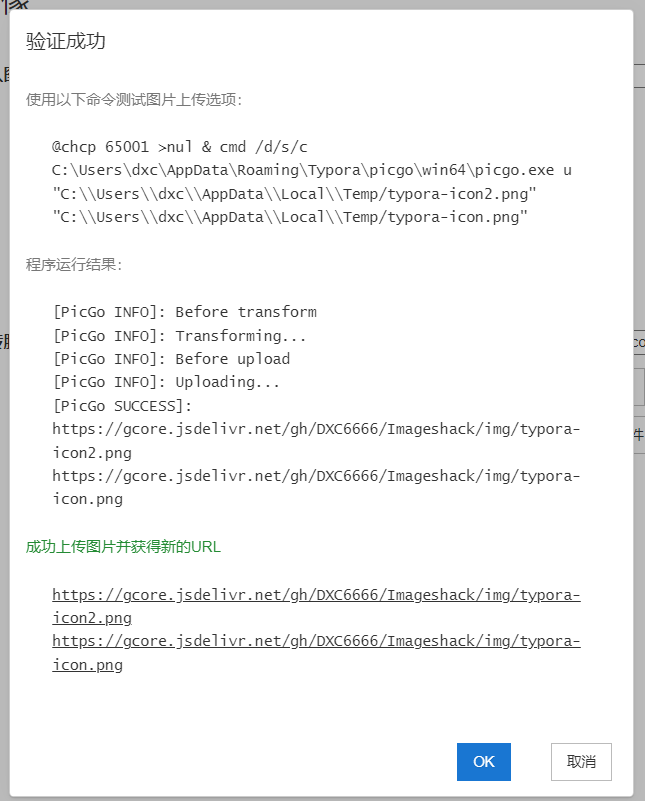 像
验证成功
使用以下命令测试图片上传选项：
@chcp 65001 >nul & cmd /d/s/c
C:\Users\dxc\AppData\Roaming\Typora\picgo\win64\picgo.exe u
"C:\\Users\\dxc\\AppData\\Local\\Temp/typora-icon2.png"
"C:\\Users\\dxc\\AppData\\Local\\Temp/typora-icon.png"
程序运行结果：
[PicGo INFO]: Before transform
[PicGo INFO]: Transforming...
[PicGo INFO]: Before upload
[PicGo INFO]: Uploading...
[PicGo SUCCESS]:
https://gcore.jsdelivr.net/gh/DXC6666/Imageshack/img/typora-
icon2.png
https://gcore.jsdelivr.net/gh/DXC6666/Imageshack/img/typora-
icon.png
co
件
成功上传图片并获得新的URL
https://gcore.jsdelivr.net/gh/DXC6666/Imageshack/img/typora-
icon2.png
https://gcore.jsdelivr.net/gh/DXC6666/Imageshack/img/typora-
icon.png
OK
取消